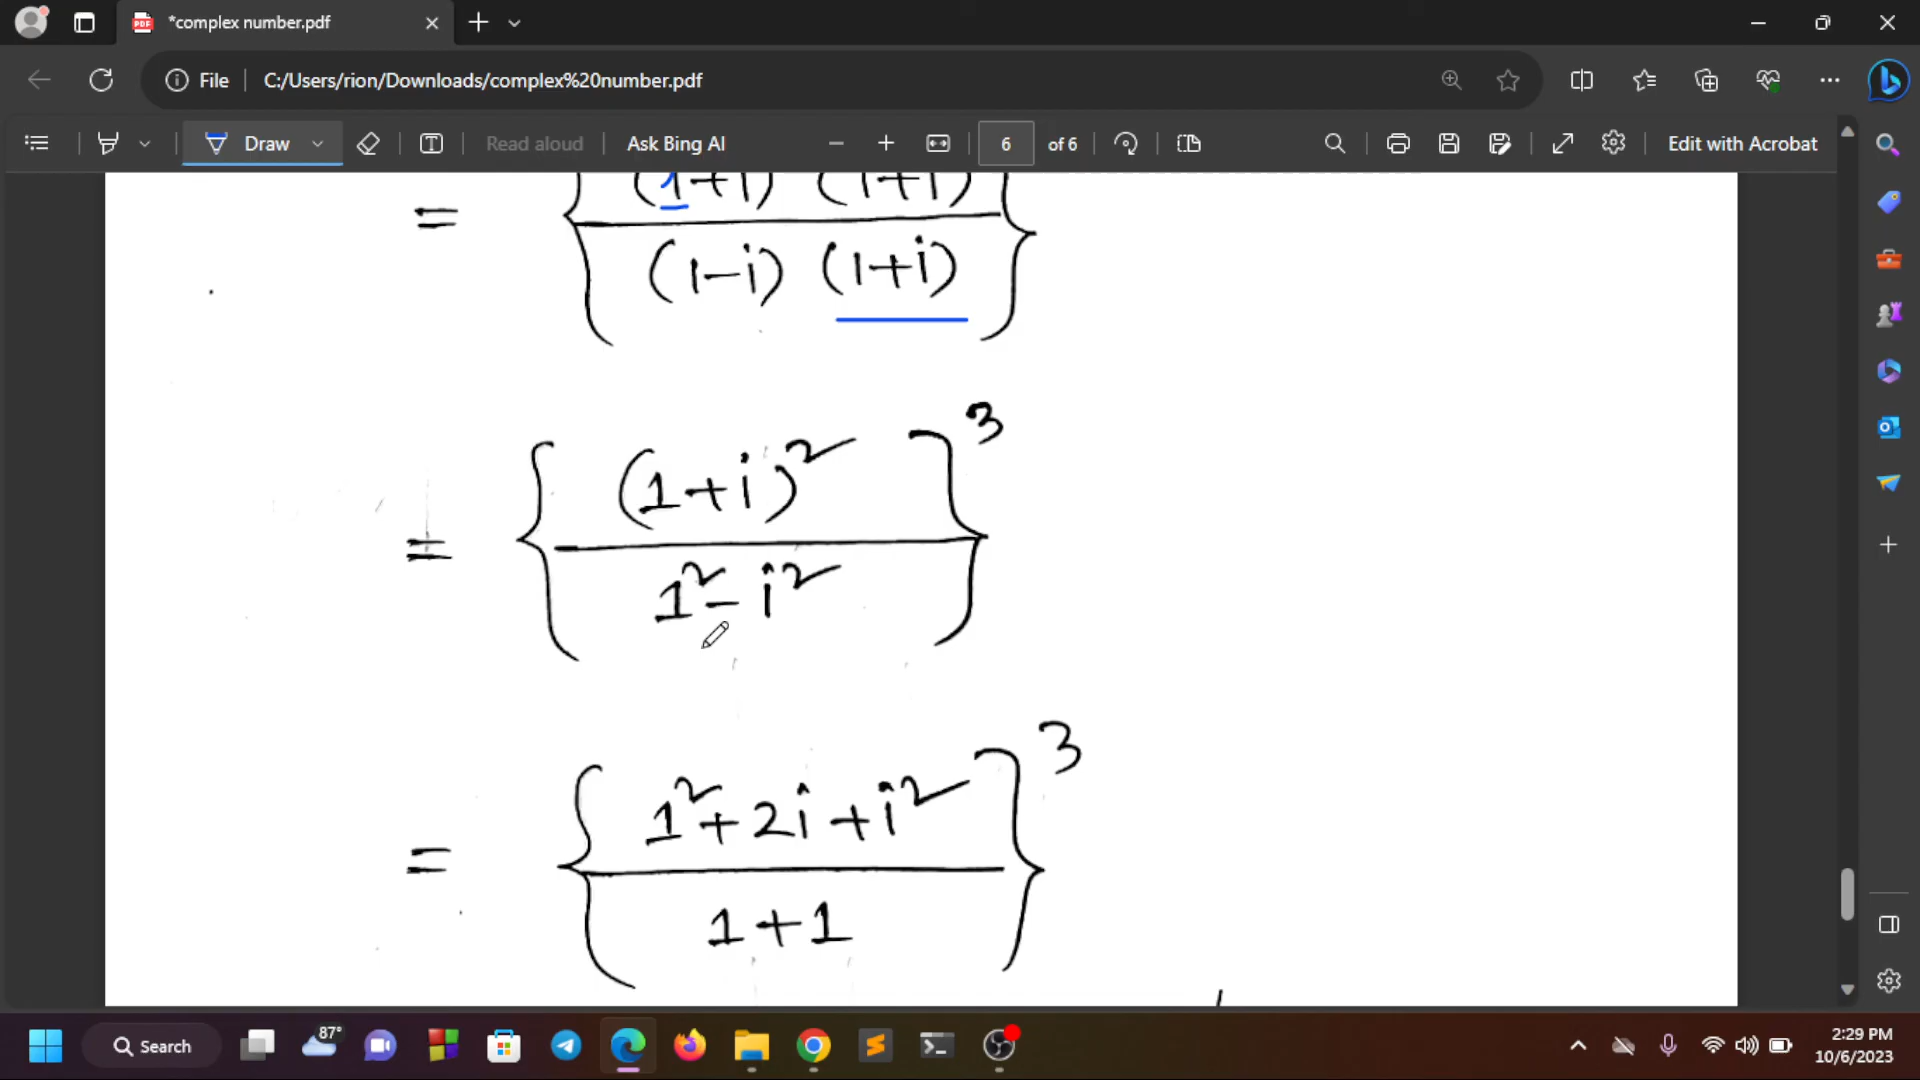 *complex number.pdf
File C:/Users/rion/Downloads/complex%20number.pdf
Draw Read aloud Ask Bing AI 6 of 6 Edit with Acrobat
= { (1+i) (1+i) / (1-i) (1+i) }
= { (1+i)² / 1² - i² }³
= { 1² + 2i + i² / 1+1 }³
87°
Search
2:29 PM
10/6/2023